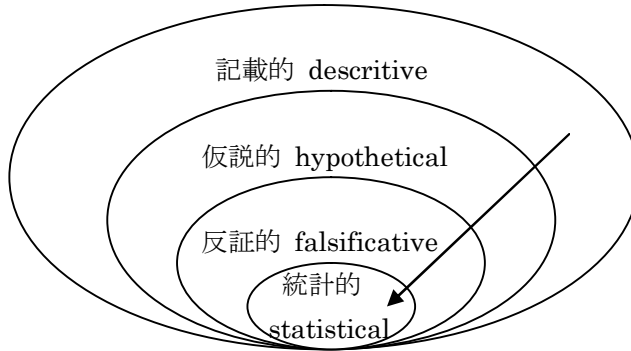 記載的 descritive
仮説的 hypothetical
反証的 falsificative
統計的
statistical